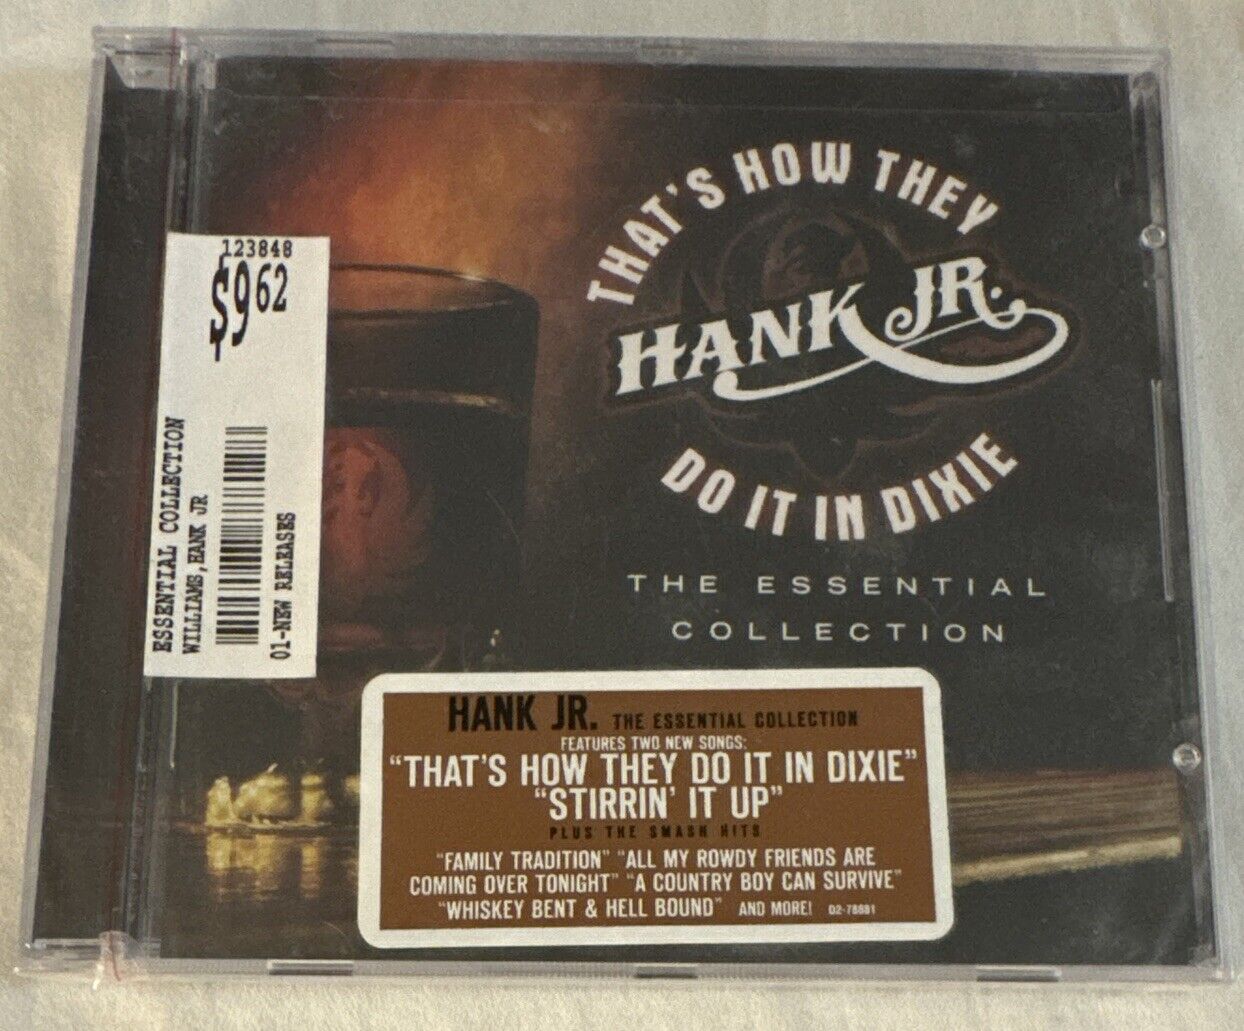 THAT'S HOW THEY
HANK JR.
DO IT IN DIXIE
THE ESSENTIAL
COLLECTION
123848
$962
ESSENTIAL COLLECTION
WILLIAMS,HANK JR
01-NEW RELEASES
HANK JR. THE ESSENTIAL COLLECTION
FEATURES TWO NEW SONGS:
"THAT'S HOW THEY DO IT IN DIXIE"
"STIRRIN' IT UP"
PLUS THE SMASH HITS
"FAMILY TRADITION" "ALL MY ROWDY FRIENDS ARE
COMING OVER TONIGHT" "A COUNTRY BOY CAN SURVIVE"
"WHISKEY BENT & HELL BOUND" AND MORE! D2-78881